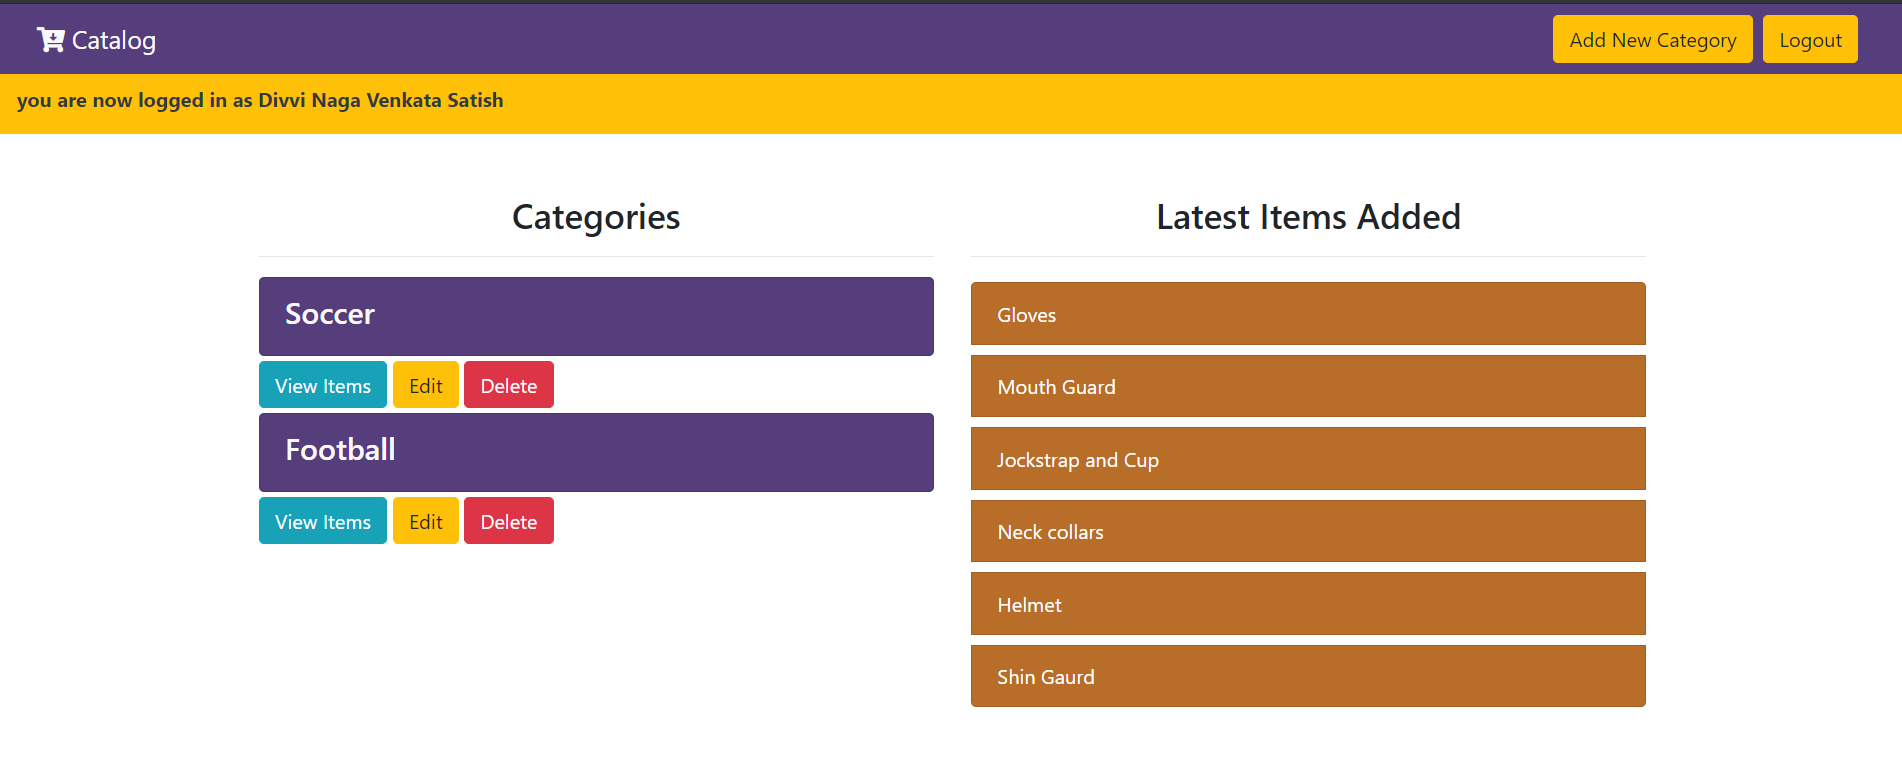 Catalog
Add New Category
Logout
you are now logged in as Divvi Naga Venkata Satish
Categories
Soccer
View Items
Edit
Delete
Football
View Items
Edit
Delete
Latest Items Added
Gloves
Mouth Guard
Jockstrap and Cup
Neck collars
Helmet
Shin Gaurd